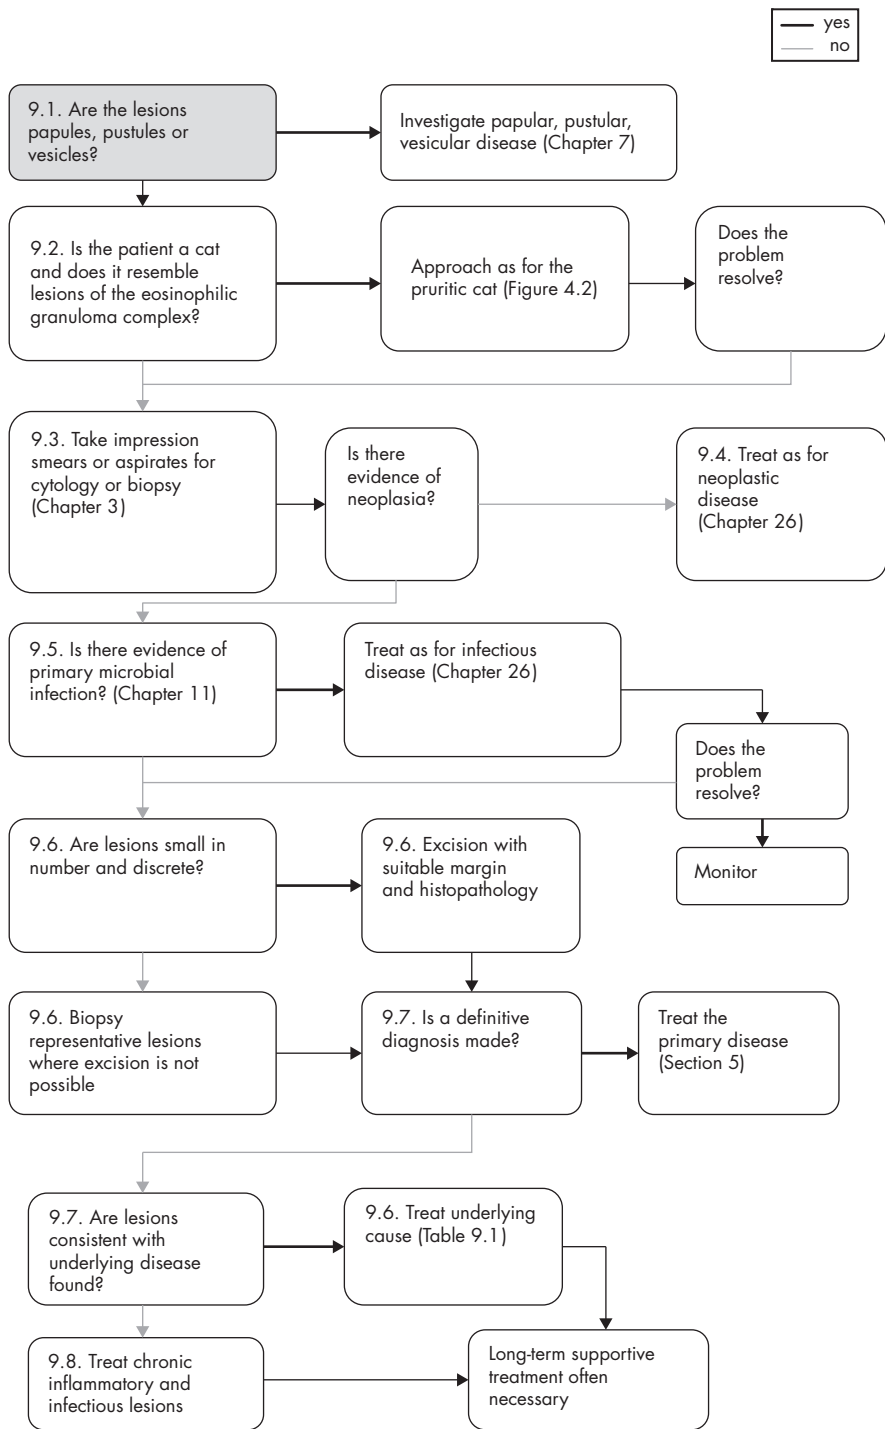 yes
no
9.1. Are the lesions
papules, pustules or
vesicles?
Investigate papular, pustular,
vesicular disease (Chapter 7)
9.2. Is the patient a cat
and does it resemble
lesions of the eosinophilic
granuloma complex?
Approach as for the
pruritic cat (Figure 4.2)
Does the
problem
resolve?
9.3. Take impression
smears or aspirates for
cytology or biopsy
(Chapter 3)
Is there
evidence of
neoplasia?
9.4. Treat as for
neoplastic
disease
(Chapter 26)
9.5. Is there evidence of
primary microbial
infection? (Chapter 11)
Treat as for infectious
disease (Chapter 26)
Does the
problem
resolve?
Monitor
9.6. Are lesions small in
number and discrete?
9.6. Excision with
suitable margin
and histopathology
9.6. Biopsy
representative lesions
where excision is not
possible
9.7. Is a definitive
diagnosis made?
Treat the
primary disease
(Section 5)
9.7. Are lesions
consistent with
underlying disease
found?
9.6. Treat underlying
cause (Table 9.1)
9.8. Treat chronic
inflammatory and
infectious lesions
Long-term supportive
treatment often
necessary